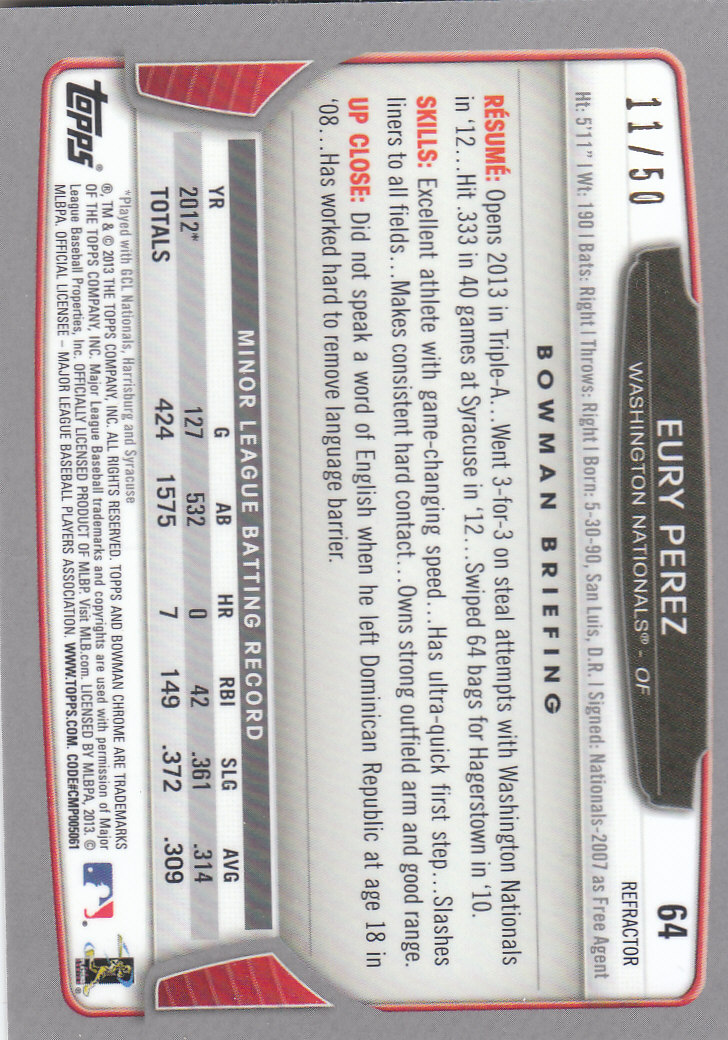 11/50
EURY PEREZ
64
WASHINGTON NATIONALS® - OF
REFRACTOR
Ht: 5'11" | Wt: 190 | Bats: Right | Throws: Right | Born: 5-30-90, San Luis, D.R. | Signed: Nationals-2007 as Free Agent
BOWMAN BRIEFING
RÉSUMÉ: Opens 2013 in Triple-A...Went 3-for-3 on steal attempts with Washington Nationals
in '12...Hit .333 in 40 games at Syracuse in '12...Swiped 64 bags for Hagerstown in '10.
SKILLS: Excellent athlete with game-changing speed...Has ultra-quick first step...Slashes
liners to all fields...Makes consistent hard contact...Owns strong outfield arm and good range.
UP CLOSE: Did not speak a word of English when he left Dominican Republic at age 18 in
'08...Has worked hard to remove language barrier.
MINOR LEAGUE BATTING RECORD
YR G AB HR RBI SLG AVG
2012* 127 532 0 42 .361 .314
TOTALS 424 1575 7 149 .372 .309
*Played with GCL Nationals, Harrisburg and Syracuse
topps®
®, TM & © 2013 THE TOPPS COMPANY, INC. ALL RIGHTS RESERVED. TOPPS AND BOWMAN CHROME ARE TRADEMARKS
OF THE TOPPS COMPANY, INC. Major League Baseball trademarks and copyrights are used with permission of Major
League Baseball Properties, Inc. OFFICIALLY LICENSED PRODUCT OF MLBP. Visit MLB.com. LICENSED BY MLBPA, 2013. ©
MLBPA. OFFICIAL LICENSEE – MAJOR LEAGUE BASEBALL PLAYERS ASSOCIATION. WWW.TOPPS.COM. CODE#CMP005061